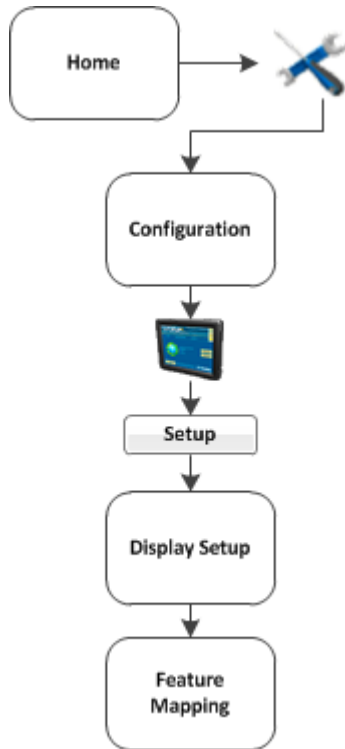 Home
Configuration
Setup
Display Setup
Feature
Mapping